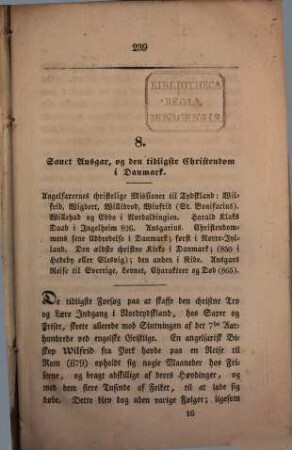 239
BIBLIOTHECA
REGIA
MONACENSIS.
8.
Sanct Ansgar, og den tidligste Christendom
i Danmark.
Angelsaxernes christelige Missioner til Tydskland: Wil-
frid, Wigbert, Willibrod, Winfrid (St. Bonifacius).
Willehad og Ebbo i Nordalbingien. Harald Klaks
Daab i Ingelheim 826. Ansgarius. Christendom-
mens sene Udbredelse i Danmark; først i Nørre-Jyl-
land. Den ældste christne Kirke i Danmark (850 i
Hedeby eller Slesvig); den anden i Ribe. Ansgars
Reise til Sverrige, Levnet, Charakteer og Død (865).
De tidligste Forsøg paa at skaffe den christne Tro
og Lære Indgang i Nordtydskland, hos Saxer og
Friser, skeete allerede mod Slutningen af det 7de Aar-
hundrede ved engelske Geistlige. En angelsaxisk Bi-
skop Wilfrid fra York havde paa en Reise til
Rom (679) opholdt sig nogle Maaneder hos Fri-
serne, og bragt adskillige af deres Høvdinger, og
med dem flere Tusinde af Folket, til at lade sig
døbe. Dette blev dog uden varige Følger; ligesom
16